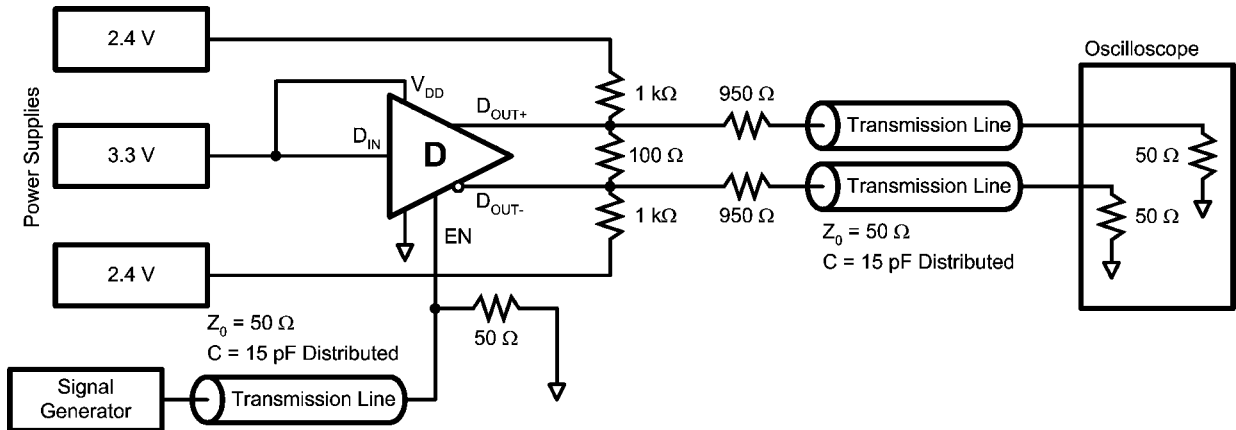 Power Supplies
2.4 V
3.3 V
2.4 V
V_DD
D_IN
D
D_OUT+
D_OUT-
EN
1 kΩ
100 Ω
1 kΩ
950 Ω
950 Ω
Transmission Line
Transmission Line
Z_0 = 50 Ω
C = 15 pF Distributed
Oscilloscope
50 Ω
50 Ω
50 Ω
Z_0 = 50 Ω
C = 15 pF Distributed
Signal
Generator
Transmission Line